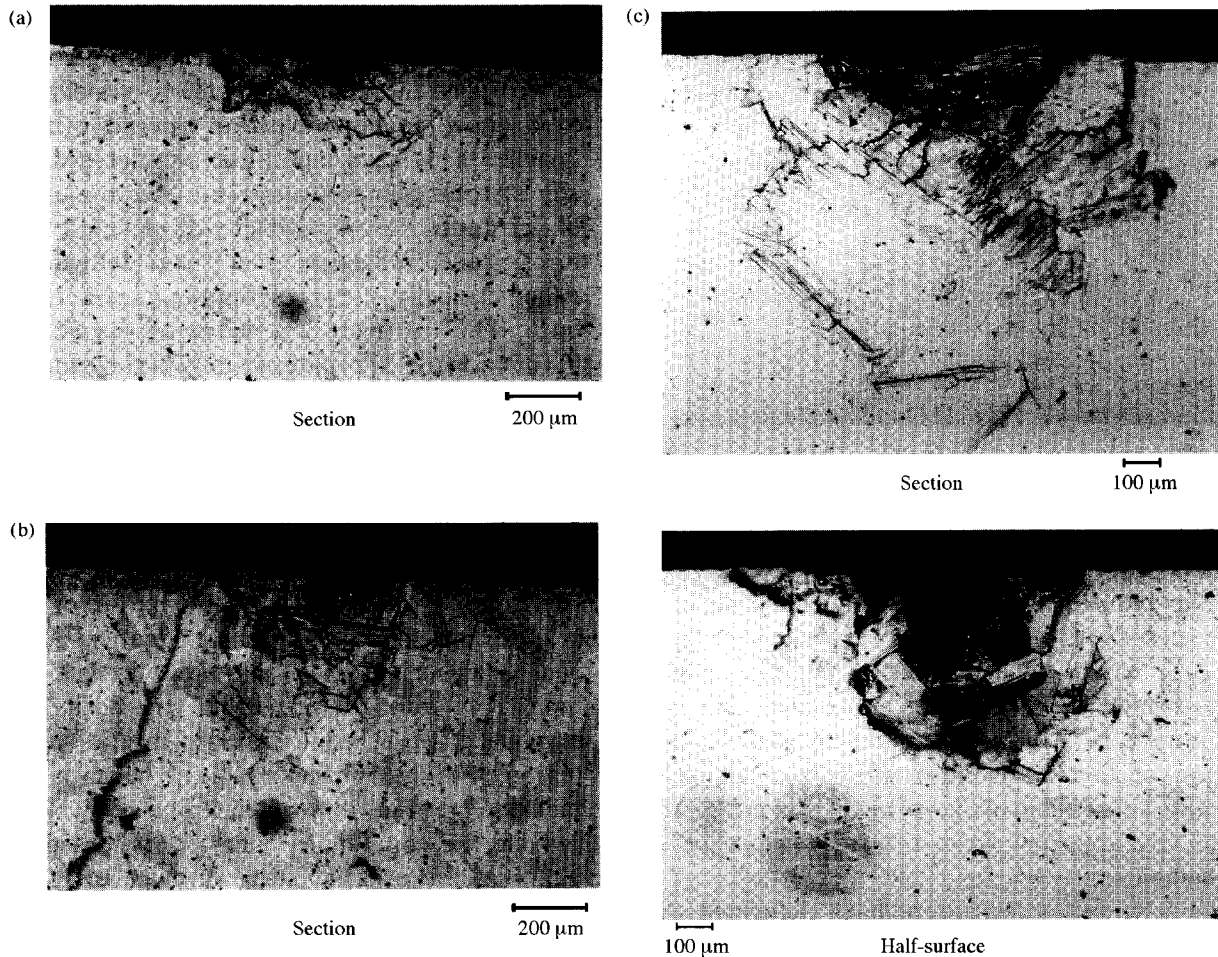 (a)
Section
200 μm
(b)
Section
200 μm
(c)
Section
100 μm
100 μm
Half-surface